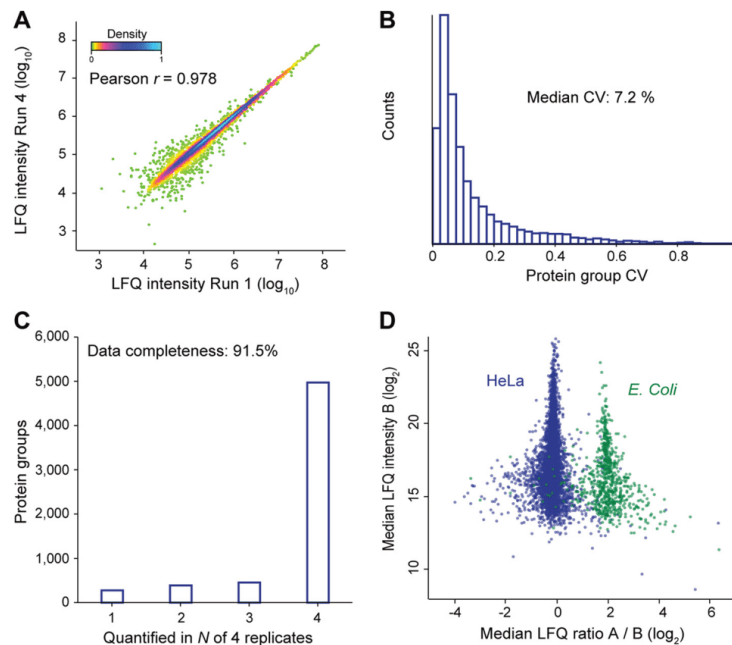 A
Density
0
1
Pearson r = 0.978
LFQ intensity Run 4 (log10)
8
7
6
5
4
3
3
4
5
6
7
8
LFQ intensity Run 1 (log10)
B
Median CV: 7.2 %
Counts
0
0.2
0.4
0.6
0.8
Protein group CV
C
Data completeness: 91.5%
Protein groups
6,000
5,000
4,000
3,000
2,000
1,000
0
1
2
3
4
Quantified in N of 4 replicates
D
HeLa
E. Coli
Median LFQ intensity B (log2)
25
20
15
10
-4
-2
0
2
4
6
Median LFQ ratio A / B (log2)